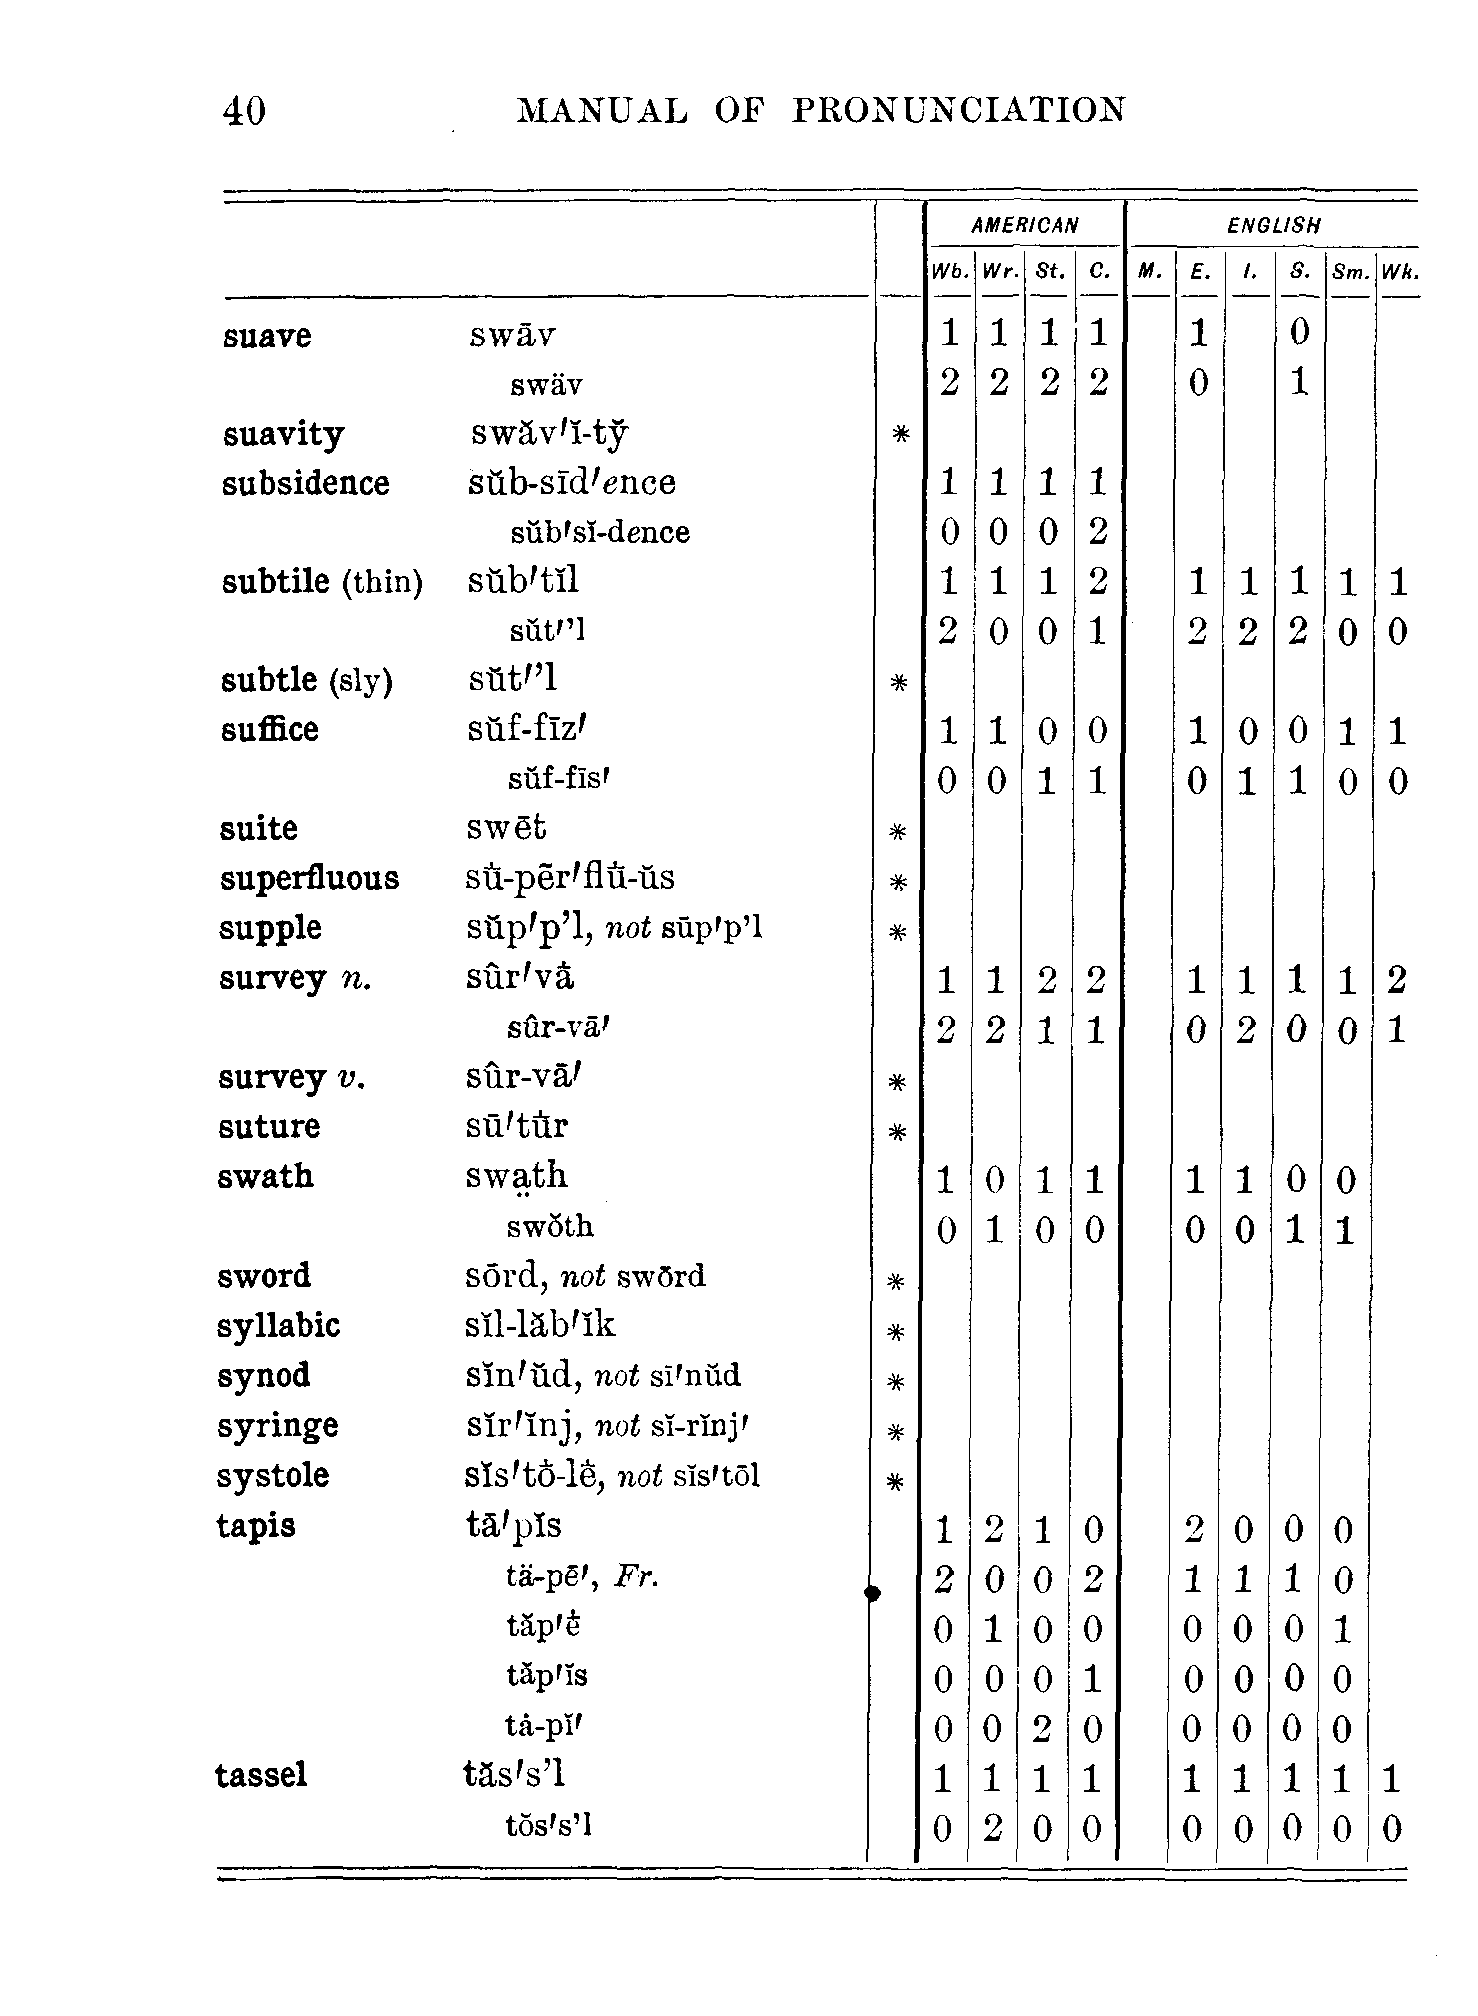 40 MANUAL OF PRONUNCIATION
AMERICAN ENGLISH
Wb. Wr. St. C. M. E. I. S. Sm. Wk.
suave swāv 1 1 1 1 1 0
swäv 2 2 2 2 0 1
suavity swăv′ĭ-ty̆ *
subsidence sŭb-sīd′ence 1 1 1 1
sŭb′sĭ-dence 0 0 0 2
subtile (thin) sŭb′tĭl 1 1 1 2 1 1 1 1 1
sŭt′’l 2 0 0 1 2 2 2 0 0
subtle (sly) sŭt′’l *
suffice sŭf-fīz′ 1 1 0 0 1 0 0 1 1
sŭf-fīs′ 0 0 1 1 0 1 1 0 0
suite swēt *
superfluous su̇-pẽr′flu̇-ŭs *
supple sŭp′p’l, not sūp′p’l *
survey n. sûr′vā̇ 1 1 2 2 1 1 1 1 2
sûr-vā′ 2 2 1 1 0 2 0 0 1
survey v. sûr-vā′ *
suture sū′tu̇r *
swath swa̤th 1 0 1 1 1 1 0 0
swŏth 0 1 0 0 0 0 1 1
sword sōrd, not swōrd *
syllabic sĭl-lăb′ĭk *
synod sĭn′ŭd, not sī′nŭd *
syringe sĭr′ĭnj, not sĭ-rĭnj′ *
systole sĭs′tō̇-lē̇, not sĭs′tōl *
tapis tā′pĭs 1 2 1 0 2 0 0 0
tä-pē′, Fr. 2 0 0 2 1 1 1 0
tăp′ē̇ 0 1 0 0 0 0 0 1
tăp′ĭs 0 0 0 1 0 0 0 0
tȧ-pĭ′ 0 0 2 0 0 0 0 0
tassel tăs′s’l 1 1 1 1 1 1 1 1 1
tŏs′s’l 0 2 0 0 0 0 0 0 0